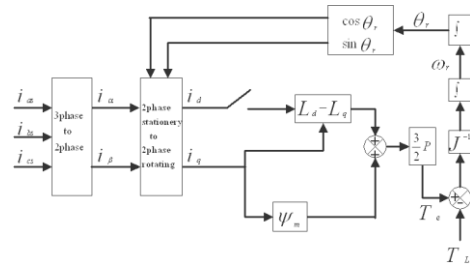 cos θr
sin θr
θr
∫
ωr
∫
J⁻¹
ias
ibs
ics
3phase
to
2phase
iα
iβ
2phase
stationery
to
2phase
rotating
id
iq
Ld−Lq
ψm
+
+
3/2 P
Te
+
−
TL